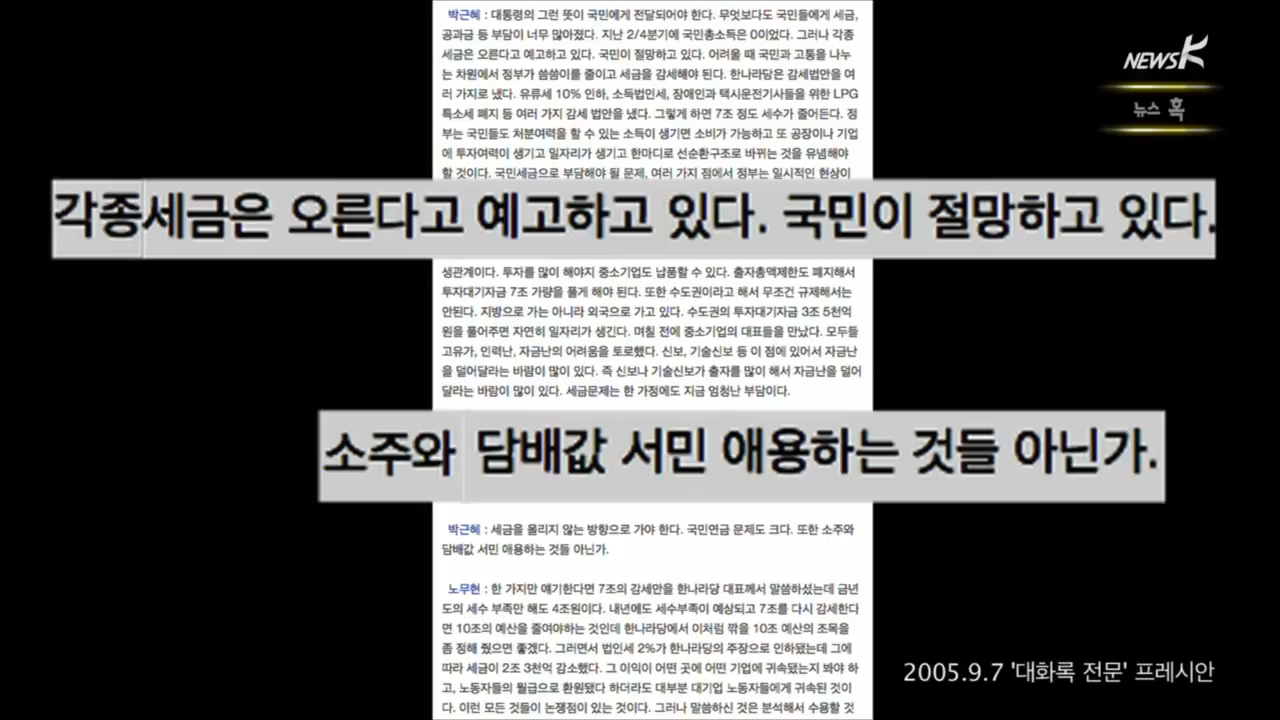 박근혜 : 대통령의 그런 뜻이 국민에게 전달되어야 한다. 무엇보다도 국민들에게 세금,
공과금 등 부담이 너무 많아졌다. 지난 2/4분기에 국민총소득은 0이었다. 그러나 각종
세금은 오른다고 예고하고 있다. 국민이 절망하고 있다. 어려울 때 국민과 고통을 나누
는 차원에서 정부가 씀씀이를 줄이고 세금을 감세해야 된다. 한나라당은 감세법안을 여
러 가지로 냈다. 유류세 10% 인하, 소득법인세, 장애인과 택시운전기사들을 위한 LPG
특소세 폐지 등 여러 가지 감세 법안을 냈다. 그렇게 하면 7조 정도 세수가 줄어든다. 정
부는 국민들도 처분여력을 할 수 있는 소득이 생기면 소비가 가능하고 또 공장이나 기업
에 투자여력이 생기고 일자리가 생기고 한마디로 선순환구조로 바뀌는 것을 유념해야
할 것이다. 국민세금으로 부담해야 될 문제, 여러 가지 점에서 정부는 일시적인 현상이
NEWS K
뉴스 혹
각종세금은 오른다고 예고하고 있다. 국민이 절망하고 있다.
생관계이다. 투자를 많이 해야지 중소기업도 납품할 수 있다. 출자총액제한도 폐지해서
투자대기자금 7조 가량을 풀게 해야 된다. 또한 수도권이라고 해서 무조건 규제해서는
안된다. 지방으로 가는 아니라 외국으로 가고 있다. 수도권의 투자대기자금 3조 5천억
원을 풀어주면 자연히 일자리가 생긴다. 며칠 전에 중소기업의 대표들을 만났다. 모두들
고유가, 인력난, 자금난의 어려움을 토로했다. 신보, 기술신보 등 이 점에 있어서 자금난
을 덜어달라는 바람이 많이 있다. 즉 신보나 기술신보가 출자를 많이 해서 자금난을 덜어
달라는 바람이 많이 있다. 세금문제는 한 가정에도 지금 엄청난 부담이다.
소주와 담배값 서민 애용하는 것들 아닌가.
박근혜 : 세금을 올리지 않는 방향으로 가야 한다. 국민연금 문제도 크다. 또한 소주와
담배값 서민 애용하는 것들 아닌가.
노무현 : 한 가지만 얘기한다면 7조의 감세안을 한나라당 대표께서 말씀하셨는데 금년
도의 세수 부족만 해도 4조원이다. 내년에도 세수부족이 예상되고 7조를 다시 감세한다
면 10조의 예산을 줄여야하는 것인데 한나라당에서 이처럼 깎을 10조 예산의 조목을
좀 정해 줬으면 좋겠다. 그러면서 법인세 2%가 한나라당의 주장으로 인하됐는데 그에
따라 세금이 2조 3천억 감소했다. 그 이익이 어떤 곳에 어떤 기업에 귀속됐는지 봐야 하
고, 노동자들의 월급으로 환원됐다 하더라도 대부분 대기업 노동자들에게 귀속된 것이
다. 이런 모든 것들이 논쟁점이 있는 것이다. 그러나 말씀하신 것은 분석해서 수용할 것
2005.9.7 '대화록 전문' 프레시안